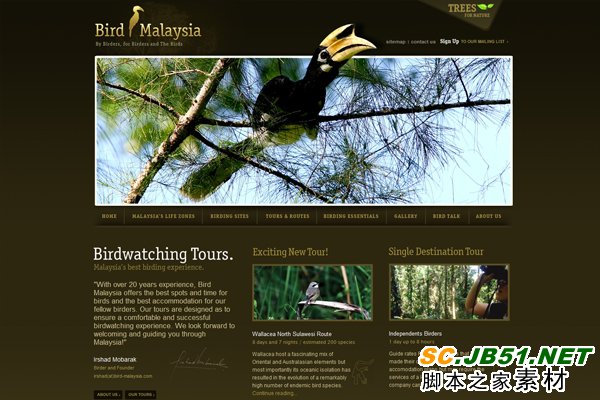 Bird Malaysia
By Birders, for Birders and The Birds
TREES
FOR NATURE
sitemap | contact us Sign Up TO OUR MAILING LIST ›
HOME MALAYSIA'S LIFE ZONES BIRDING SITES TOURS & ROUTES BIRDING ESSENTIALS GALLERY BIRD TALK ABOUT US
Birdwatching Tours.
Malaysia's best birding experience.
"With over 20 years experience, Bird
Malaysia offers the best spots and time for
birds and the best accommodation for our
fellow birders. Our tours are designed as to
ensure a comfortable and successful
birdwatching experience. We look forward to
welcoming and guiding you through
Malaysia!"
Irshad Mobarak
Birder and Founder
irshad(at)bird-malaysia.com
ABOUT US › OUR TOURS ›
Exciting New Tour!
Wallacea North Sulawesi Route
8 days and 7 nights / estimated 200 species
Wallacea host a fascinating mix of
Oriental and Australasian elements but
most importantly its ocean isolation has
resulted in the evolution of a remarkably
high number of endemic bird species.
Continue reading...
Single Destination Tour
Independents Birders
1 day up to 8 hours
Guide rates
made their
accomodation
services of a
company can
SC.JB51.NET
脚本之家素材